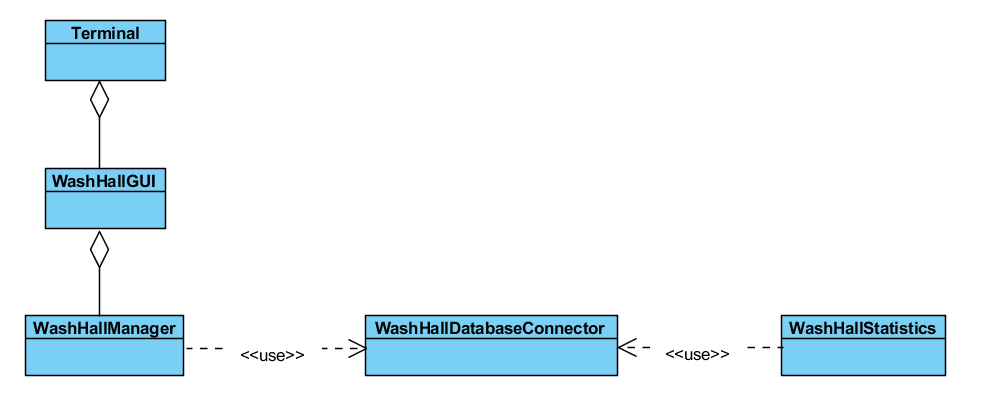 Terminal
WashHallGUI
WashHallManager
WashHallDatabaseConnector
WashHallStatistics
<<use>>
<<use>>